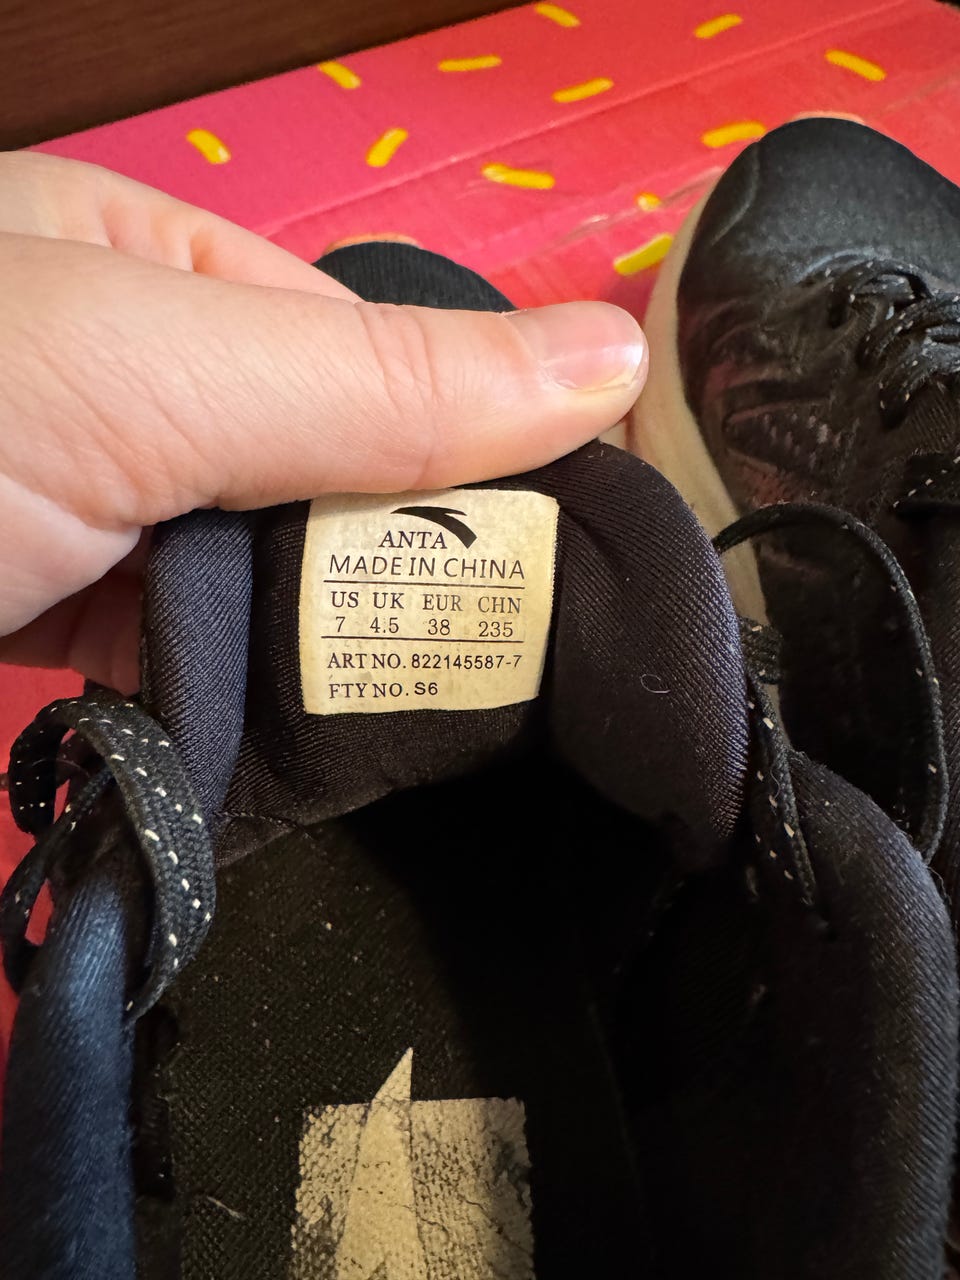 ANTA
MADE IN CHINA
US UK EUR CHN
7 4.5 38 235
ART NO. 822145587-7
FTY NO. S6